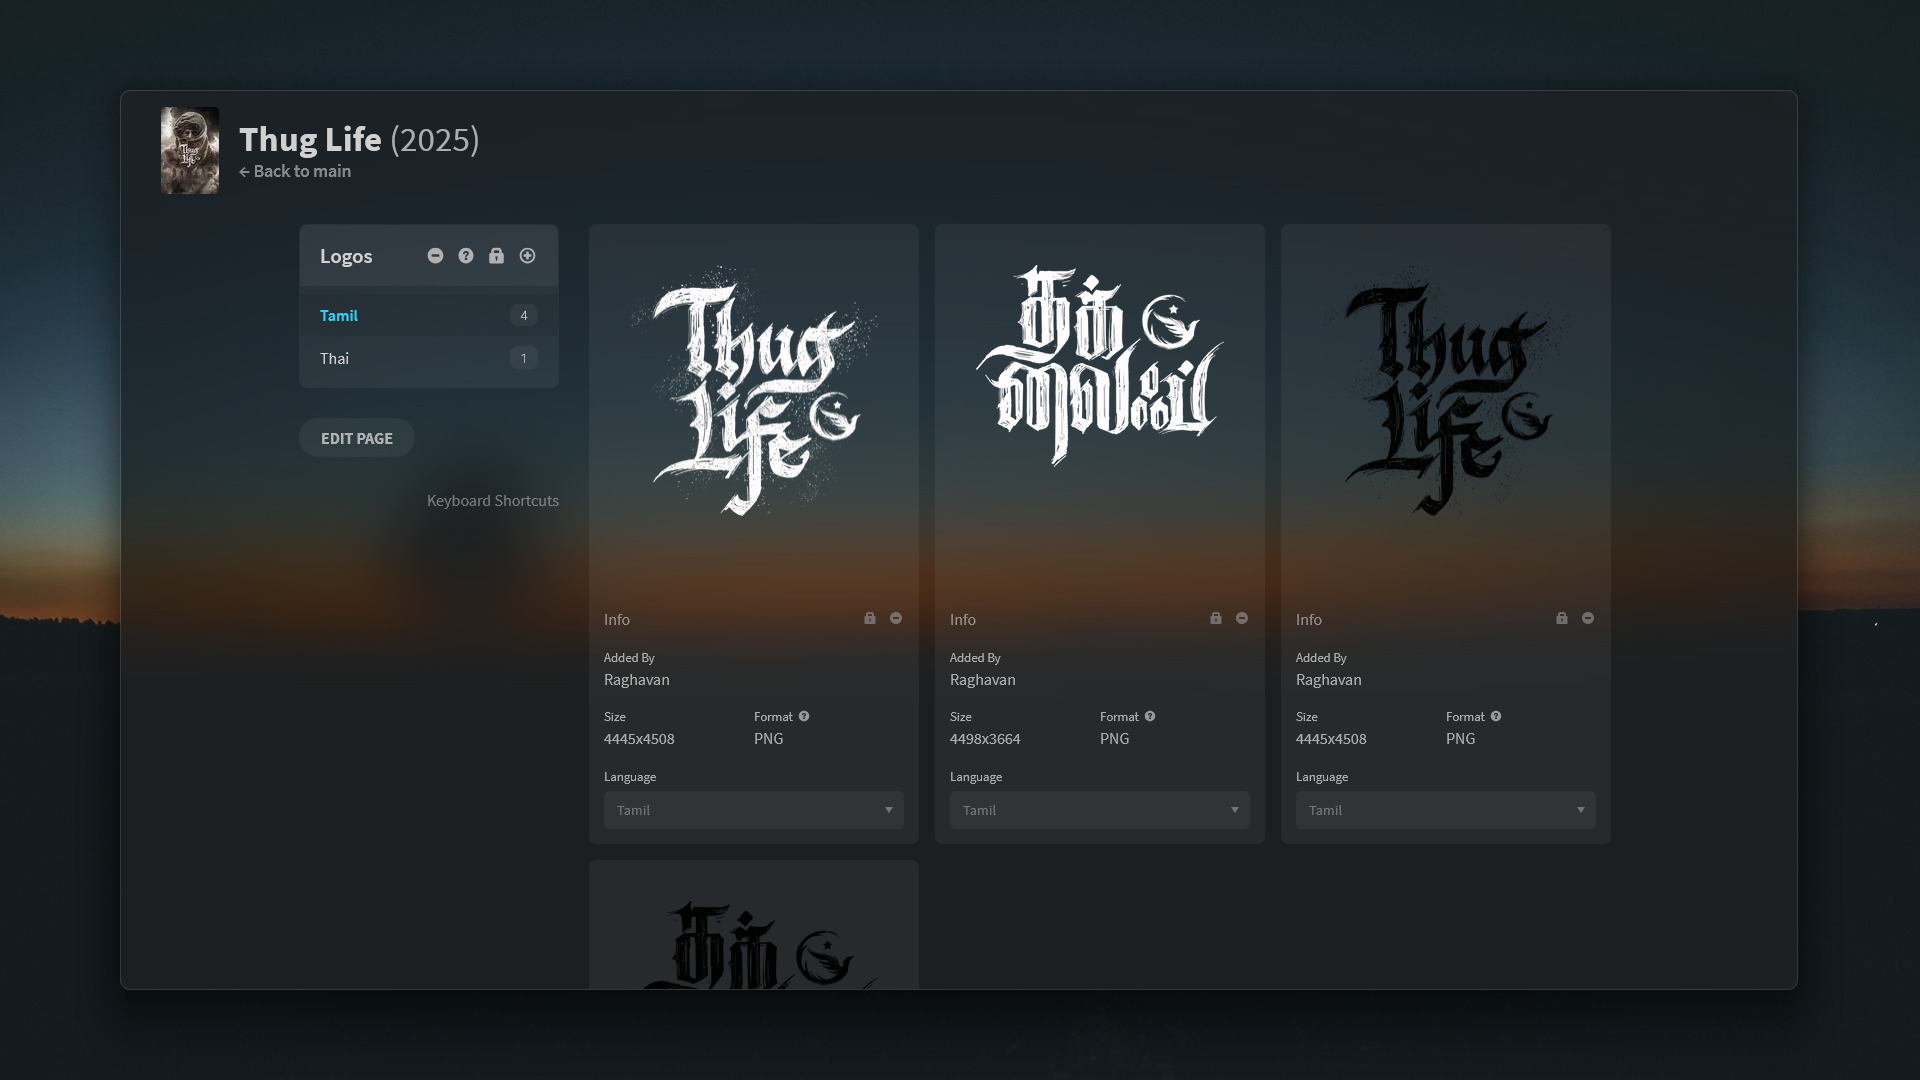 Thug Life (2025)
← Back to main
Logos
Tamil 4
Thai 1
EDIT PAGE
Keyboard Shortcuts
Thug
Life
Info
Added By
Raghavan
Size Format
4445x4508 PNG
Language
Tamil
தக்
லைஃப்
Info
Added By
Raghavan
Size Format
4498x3664 PNG
Language
Tamil
Thug
Life
Info
Added By
Raghavan
Size Format
4445x4508 PNG
Language
Tamil
தக்